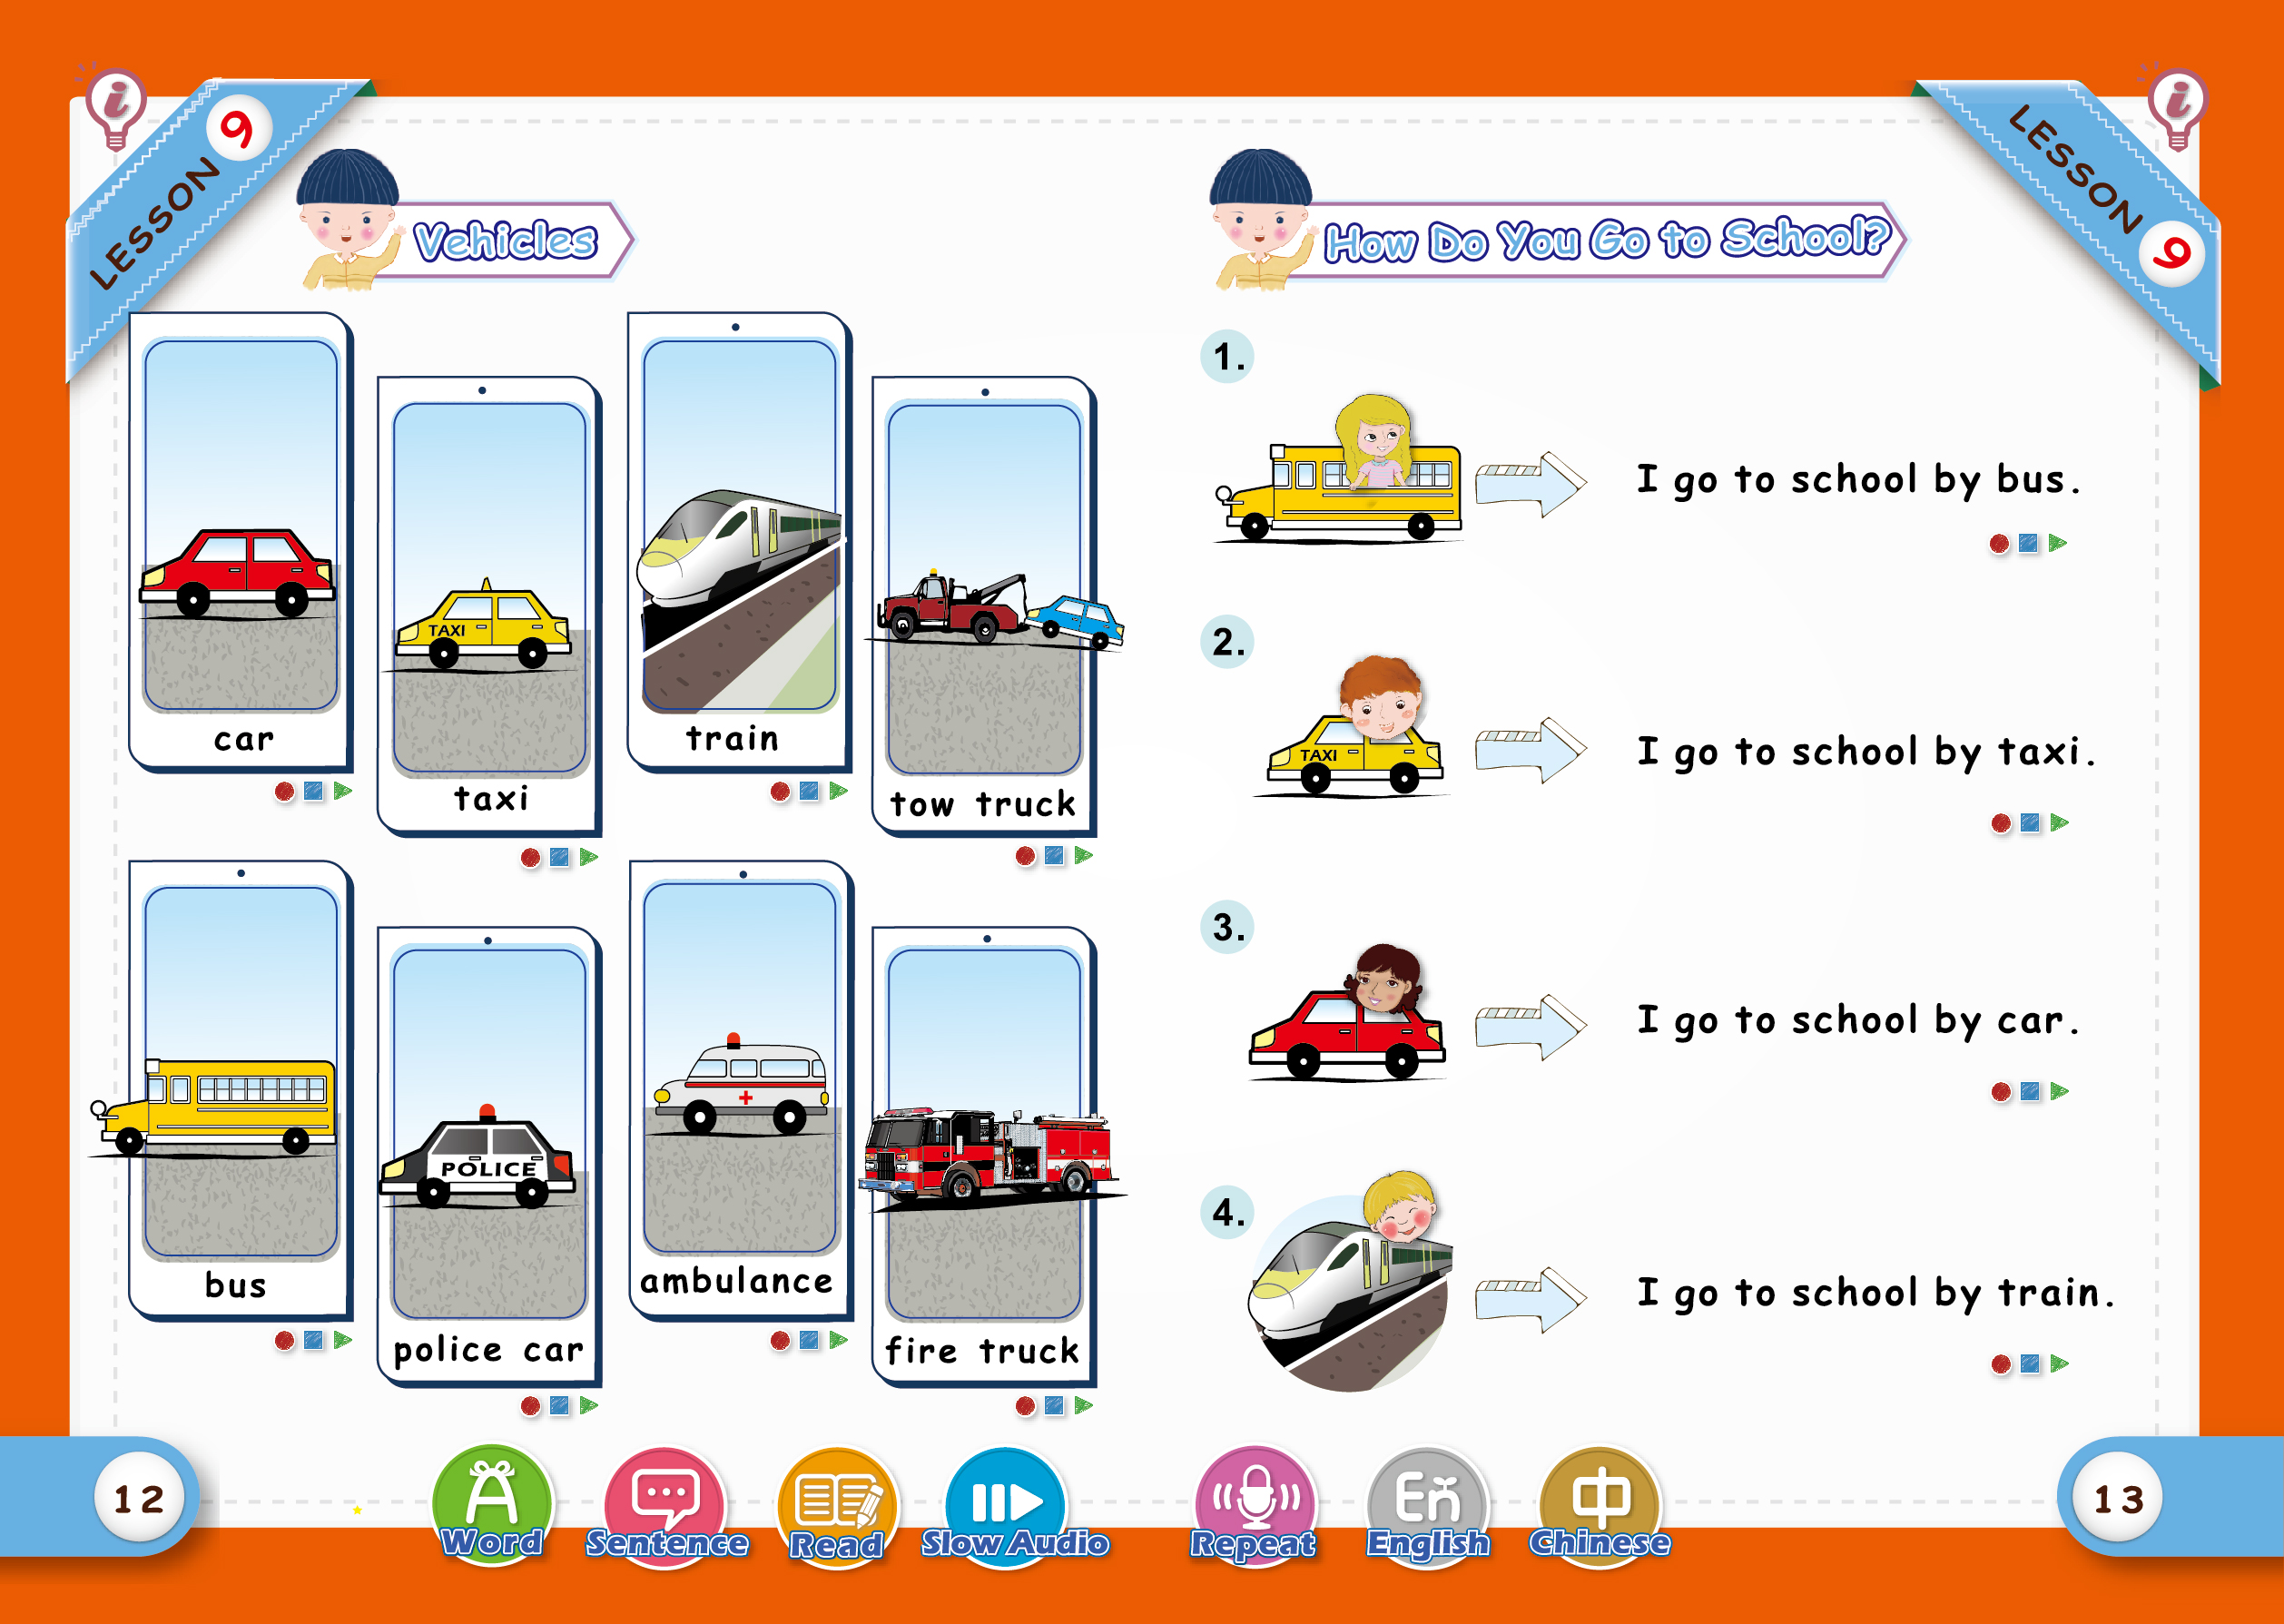 LESSON 9
Vehicles
car
taxi
TAXI
train
tow truck
bus
police car
POLICE
ambulance
fire truck
12
LESSON 9
How Do You Go to School?
1.
I go to school by bus.
2.
TAXI
I go to school by taxi.
3.
I go to school by car.
4.
I go to school by train.
Word
Sentence
Read
Slow Audio
Repeat
En
English
中
Chinese
13